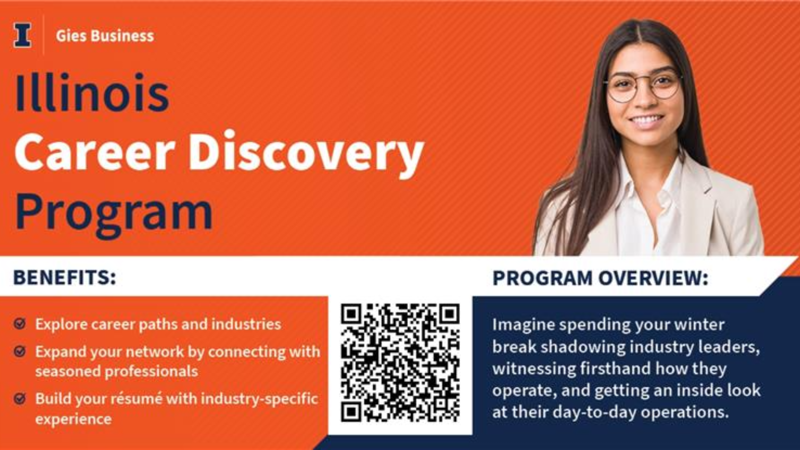 I
Gies Business
Illinois
Career Discovery
Program
BENEFITS:
Explore career paths and industries
Expand your network by connecting with
seasoned professionals
Build your résumé with industry-specific
experience
PROGRAM OVERVIEW:
Imagine spending your winter
break shadowing industry leaders,
witnessing firsthand how they
operate, and getting an inside look
at their day-to-day operations.